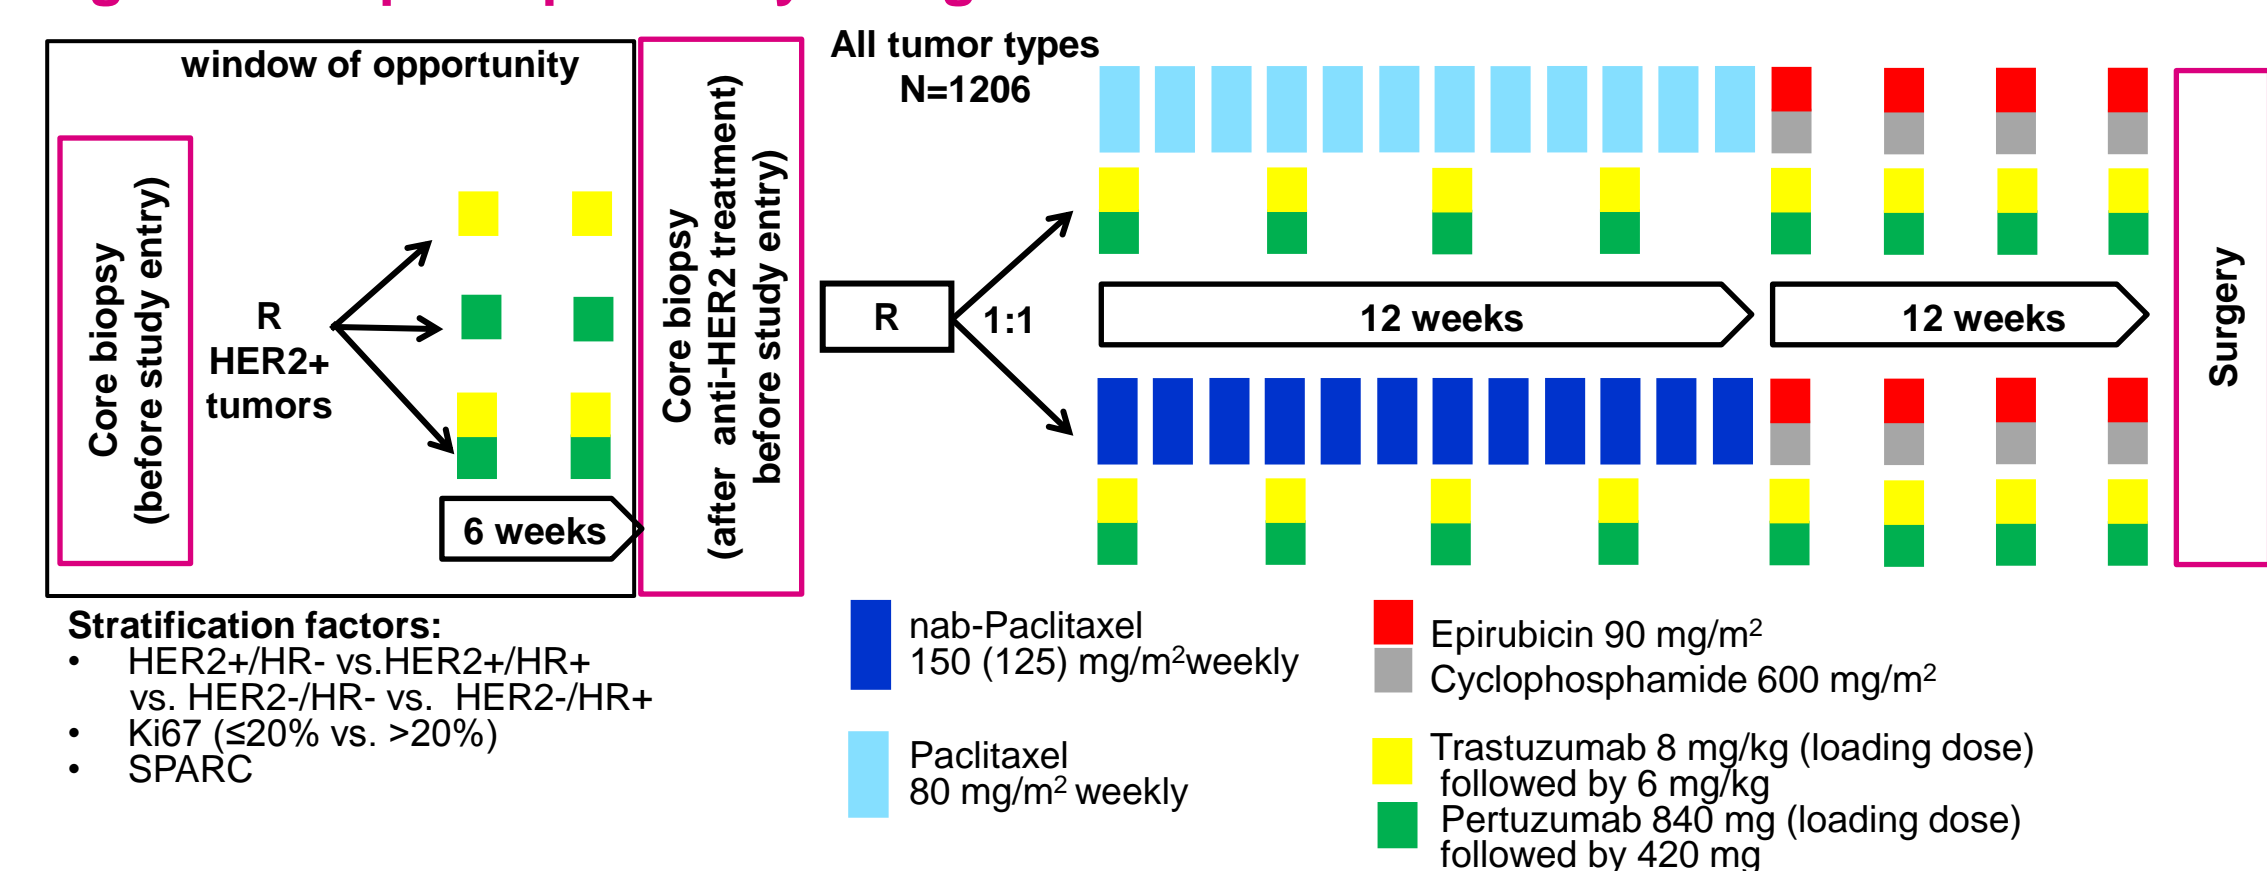 window of opportunity
Core biopsy
(before study entry)
R
HER2+
tumors
6 weeks
Core biopsy
(after anti-HER2 treatment)
before study entry)
All tumor types
N=1206
R
1:1
12 weeks
12 weeks
Surgery
Stratification factors:
• HER2+/HR- vs.HER2+/HR+
vs. HER2-/HR- vs. HER2-/HR+
• Ki67 (≤20% vs. >20%)
• SPARC
nab-Paclitaxel
150 (125) mg/m²weekly
Paclitaxel
80 mg/m² weekly
Epirubicin 90 mg/m²
Cyclophosphamide 600 mg/m²
Trastuzumab 8 mg/kg (loading dose)
followed by 6 mg/kg
Pertuzumab 840 mg (loading dose)
followed by 420 mg